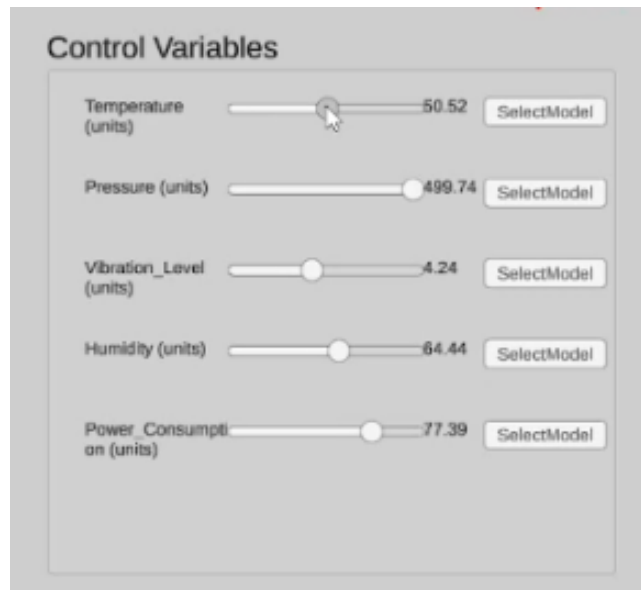 Control Variables
Temperature
(units)
50.52
SelectModel
Pressure (units)
499.74
SelectModel
Vibration_Level
(units)
4.24
SelectModel
Humidity (units)
64.44
SelectModel
Power_Consumpti
on (units)
77.39
SelectModel